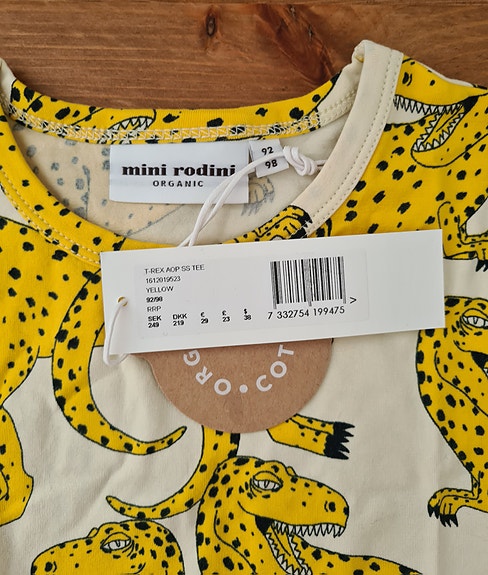 mini rodini
ORGANIC
92
98
T-REX AOP SS TEE
1612019523
YELLOW
92/98
RRP
SEK DKK € £ $
249 219 29 23 38
7 332754 199475 >
ORG
• COT